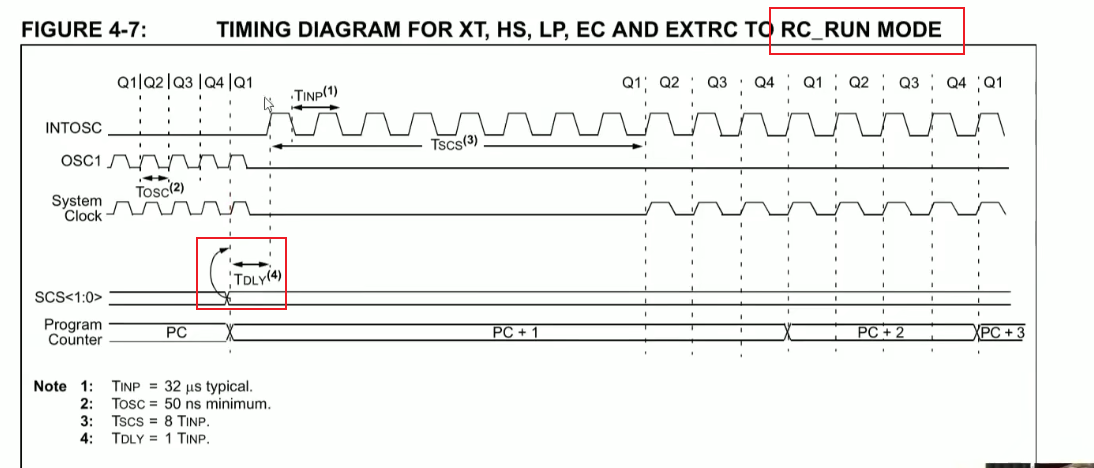 FIGURE 4-7: TIMING DIAGRAM FOR XT, HS, LP, EC AND EXTRC TO RC_RUN MODE
Q1 Q2 Q3 Q4 Q1 Q1 Q2 Q3 Q4 Q1 Q2 Q3 Q4 Q1
TINP(1)
INTOSC
TSCS(3)
OSC1
TOSC(2)
System
Clock
TDLY(4)
SCS<1:0>
Program
Counter
PC PC + 1 PC + 2 PC + 3
Note 1: TINP = 32 μs typical.
2: TOSC = 50 ns minimum.
3: TSCS = 8 TINP.
4: TDLY = 1 TINP.